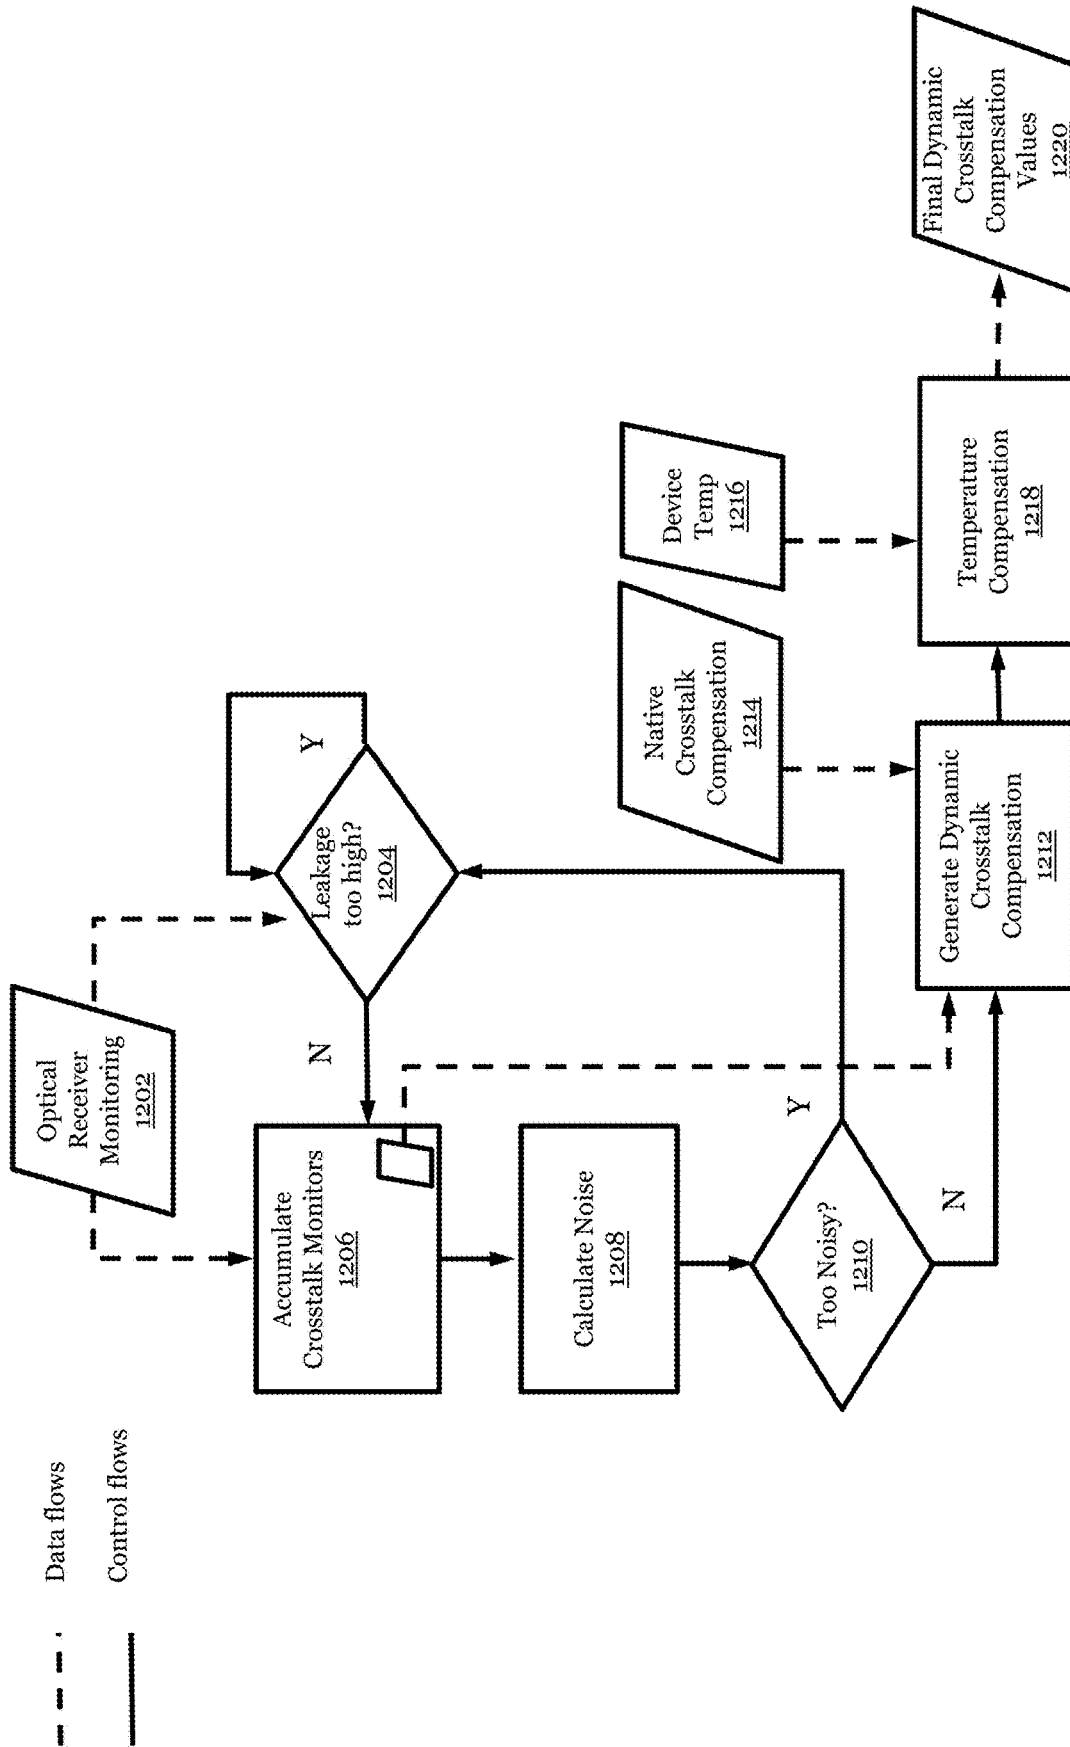 Data flows
Control flows
Optical
Receiver
Monitoring
1202
Leakage
too high?
1204
Y
N
Accumulate
Crosstalk Monitors
1206
Calculate Noise
1208
Too Noisy?
1210
Y
N
Native
Crosstalk
Compensation
1214
Device
Temp
1216
Generate Dynamic
Crosstalk
Compensation
1212
Temperature
Compensation
1218
Final Dynamic
Crosstalk
Compensation
Values
1220